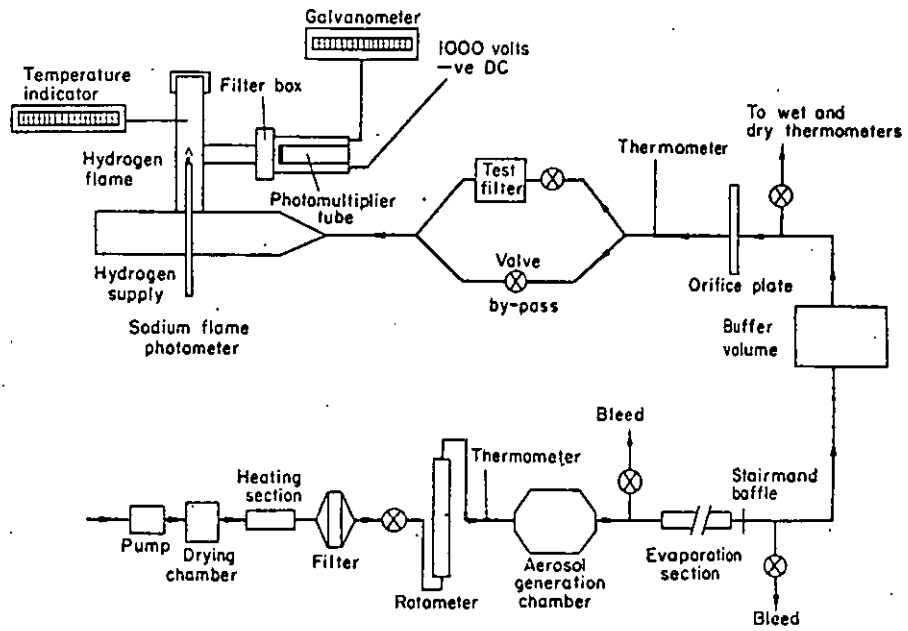 Galvanometer
1000 volts
-ve DC
Temperature
indicator
Filter box
To wet and
dry thermometers
Hydrogen
flame
Thermometer
Test
filter
Photomultiplier
tube
Valve
Orifice plate
Hydrogen
supply
by-pass
Sodium flame
photometer
Buffer
volume
Bleed
Heating
section
Thermometer
Stairmand
baffle
Pump
Drying
chamber
Filter
Rotometer
Aerosol
generation
chamber
Evaporation
section
Bleed